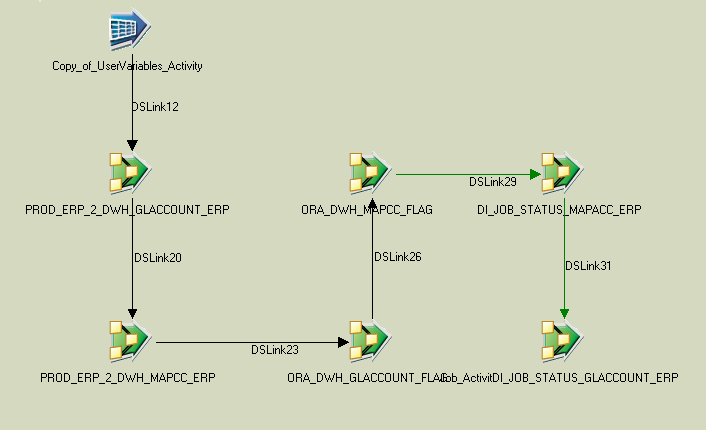 Copy_of_UserVariables_Activity
DSLink12
PROD_ERP_2_DWH_GLACCOUNT_ERP
ORA_DWH_MAPCC_FLAG
DSLink29
DI_JOB_STATUS_MAPACC_ERP
DSLink20
DSLink26
DSLink31
PROD_ERP_2_DWH_MAPCC_ERP
DSLink23
ORA_DWH_GLACCOUNT_FLAG
DI_JOB_STATUS_GLACCOUNT_ERP